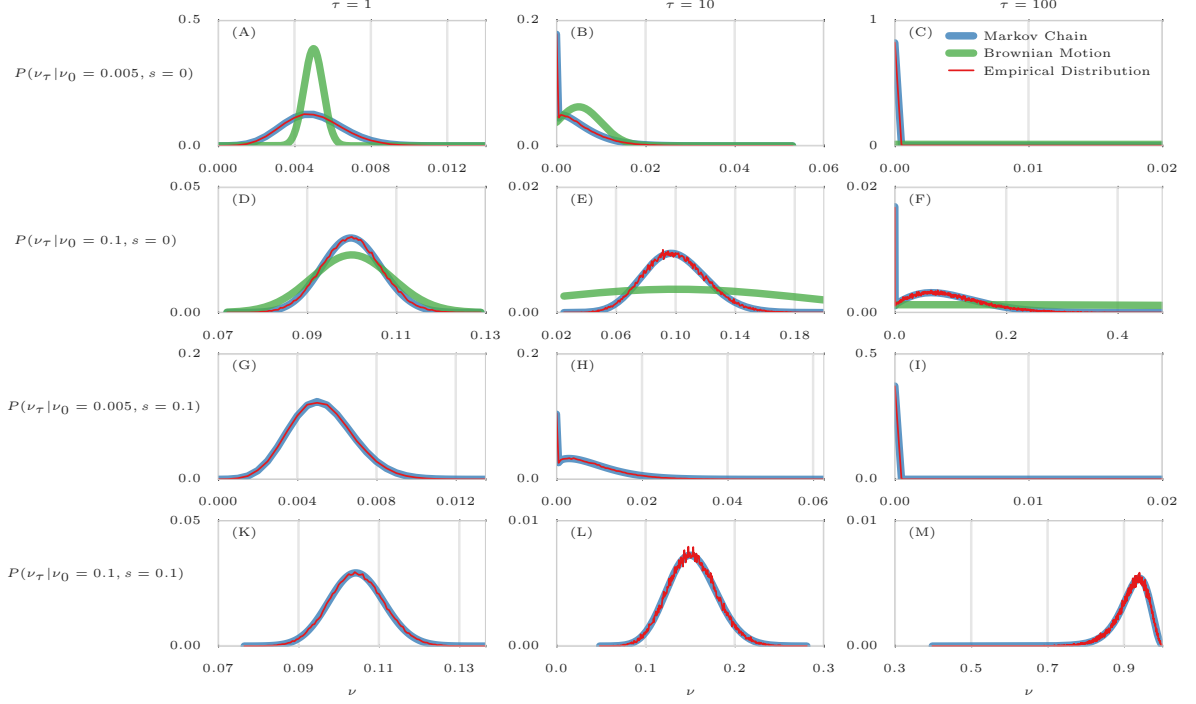 τ = 1 τ = 10 τ = 100
0.5 (A) 0.2 (B) 1 (C) Markov Chain
Brownian Motion
Empirical Distribution
P(ν_τ|ν_0 = 0.005, s = 0)
0.0 0.0 0
0.000 0.004 0.008 0.012 0.00 0.02 0.04 0.06 0.00 0.01 0.02
0.05 (D) 0.02 (E) 0.02 (F)
P(ν_τ|ν_0 = 0.1, s = 0)
0.00 0.00 0.00
0.07 0.09 0.11 0.13 0.02 0.06 0.10 0.14 0.18 0.0 0.2 0.4
0.2 (G) 0.2 (H) 0.5 (I)
P(ν_τ|ν_0 = 0.005, s = 0.1)
0.0 0.0 0.0
0.000 0.004 0.008 0.012 0.00 0.02 0.04 0.06 0.00 0.01 0.02
0.05 (K) 0.01 (L) 0.01 (M)
P(ν_τ|ν_0 = 0.1, s = 0.1)
0.00 0.00 0.00
0.07 0.09 0.11 0.13 0.0 0.1 0.2 0.3 0.3 0.5 0.7 0.9
ν ν ν